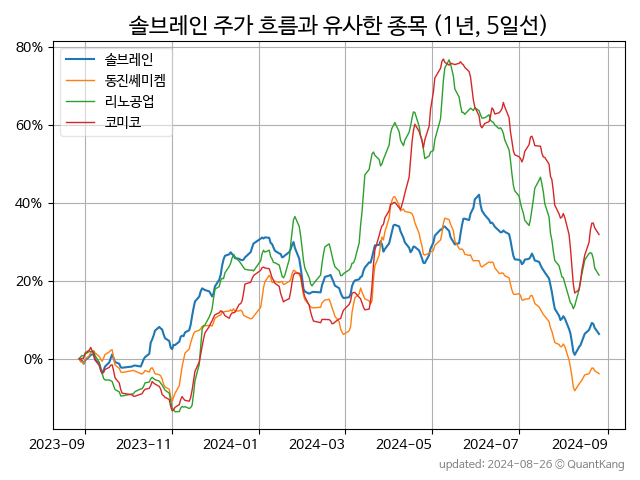 솔브레인 주가 흐름과 유사한 종목 (1년, 5일선)
80%
60%
40%
20%
0%
솔브레인
동진쎄미켐
리노공업
코미코
2023-09 2023-11 2024-01 2024-03 2024-05 2024-07 2024-09
updated: 2024-08-26 © QuantKang